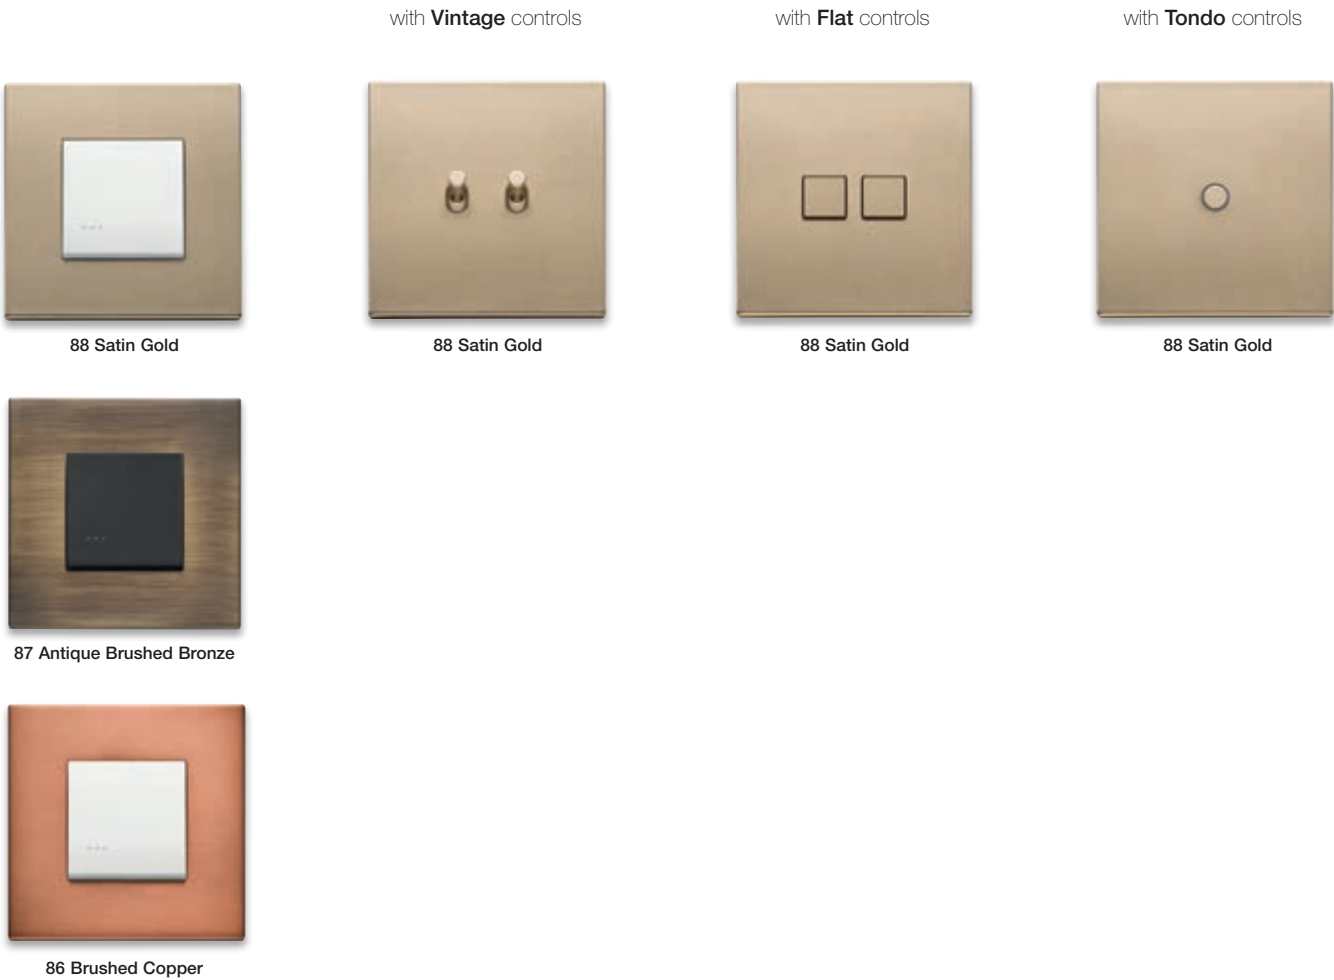 with Vintage controls
with Flat controls
with Tondo controls
88 Satin Gold
88 Satin Gold
88 Satin Gold
88 Satin Gold
87 Antique Brushed Bronze
86 Brushed Copper